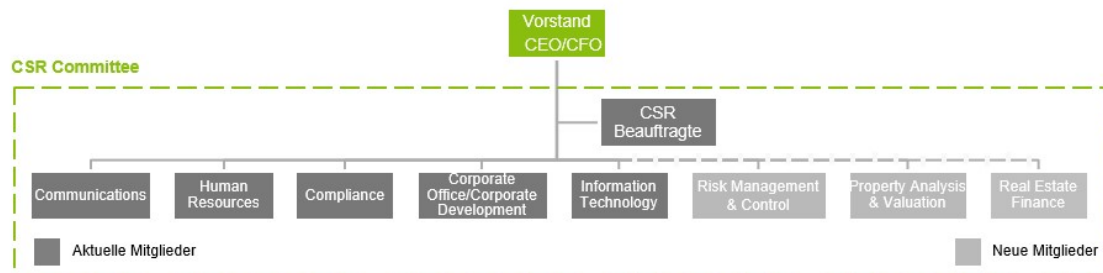 Vorstand
CEO/CFO
CSR Committee
CSR
Beauftragte
Communications
Human
Resources
Compliance
Corporate
Office/Corporate
Development
Information
Technology
Risk Management
& Control
Property Analysis
& Valuation
Real Estate
Finance
Aktuelle Mitglieder
Neue Mitglieder